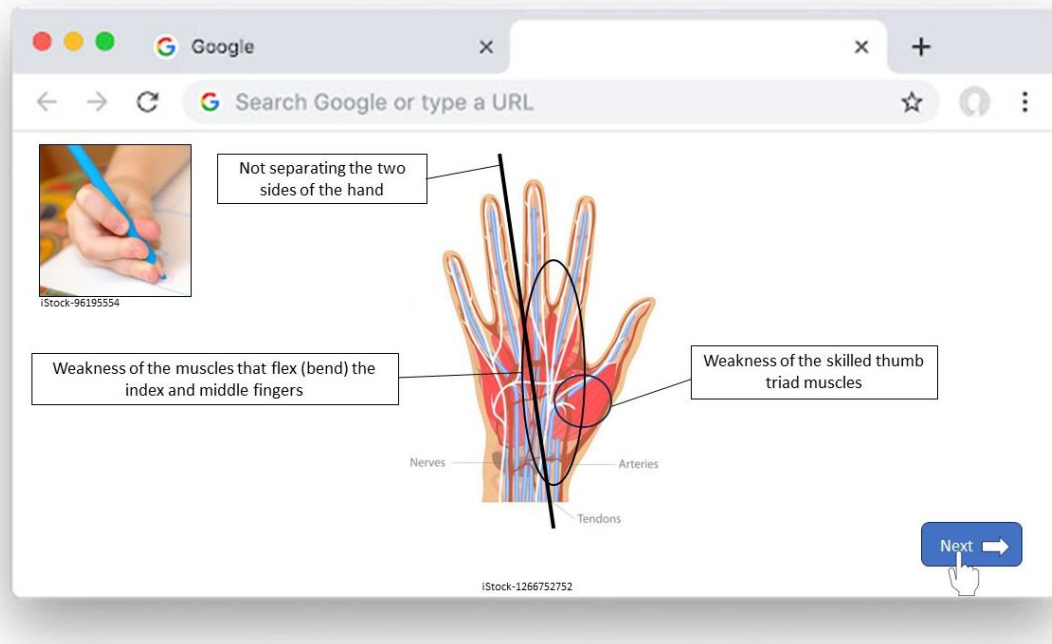 Google
Search Google or type a URL
Not separating the two
sides of the hand
iStock-96195554
Weakness of the muscles that flex (bend) the
index and middle fingers
Weakness of the skilled thumb
triad muscles
Nerves
Arteries
Tendons
Next
iStock-1266752752